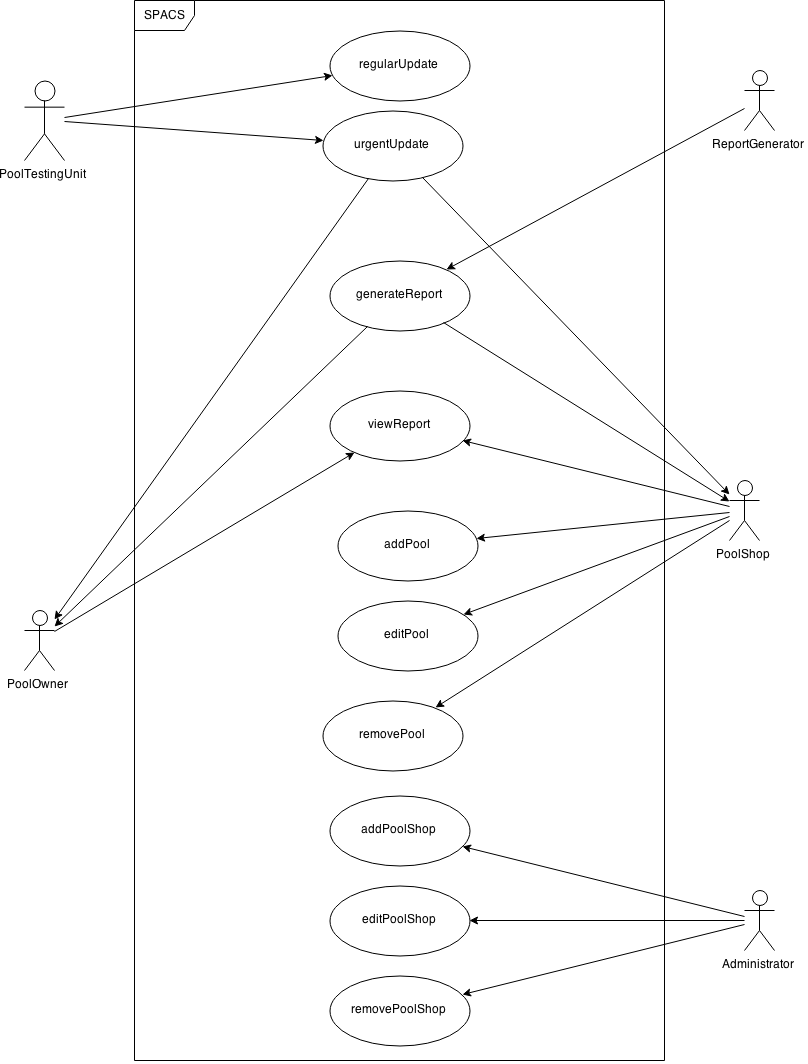 SPACS
regularUpdate
urgentUpdate
ReportGenerator
PoolTestingUnit
generateReport
viewReport
addPool
PoolShop
editPool
PoolOwner
removePool
addPoolShop
editPoolShop
Administrator
removePoolShop